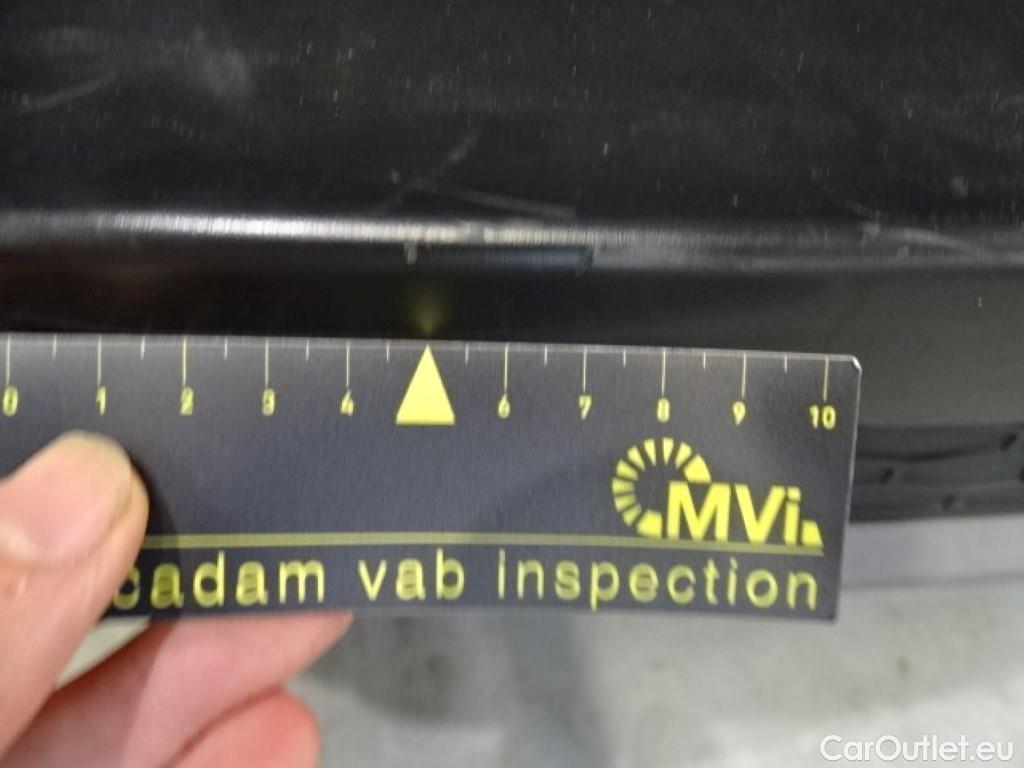 0 1 2 3 4 6 7 8 9 10
MVi
cadam vab inspection
CarOutlet.eu